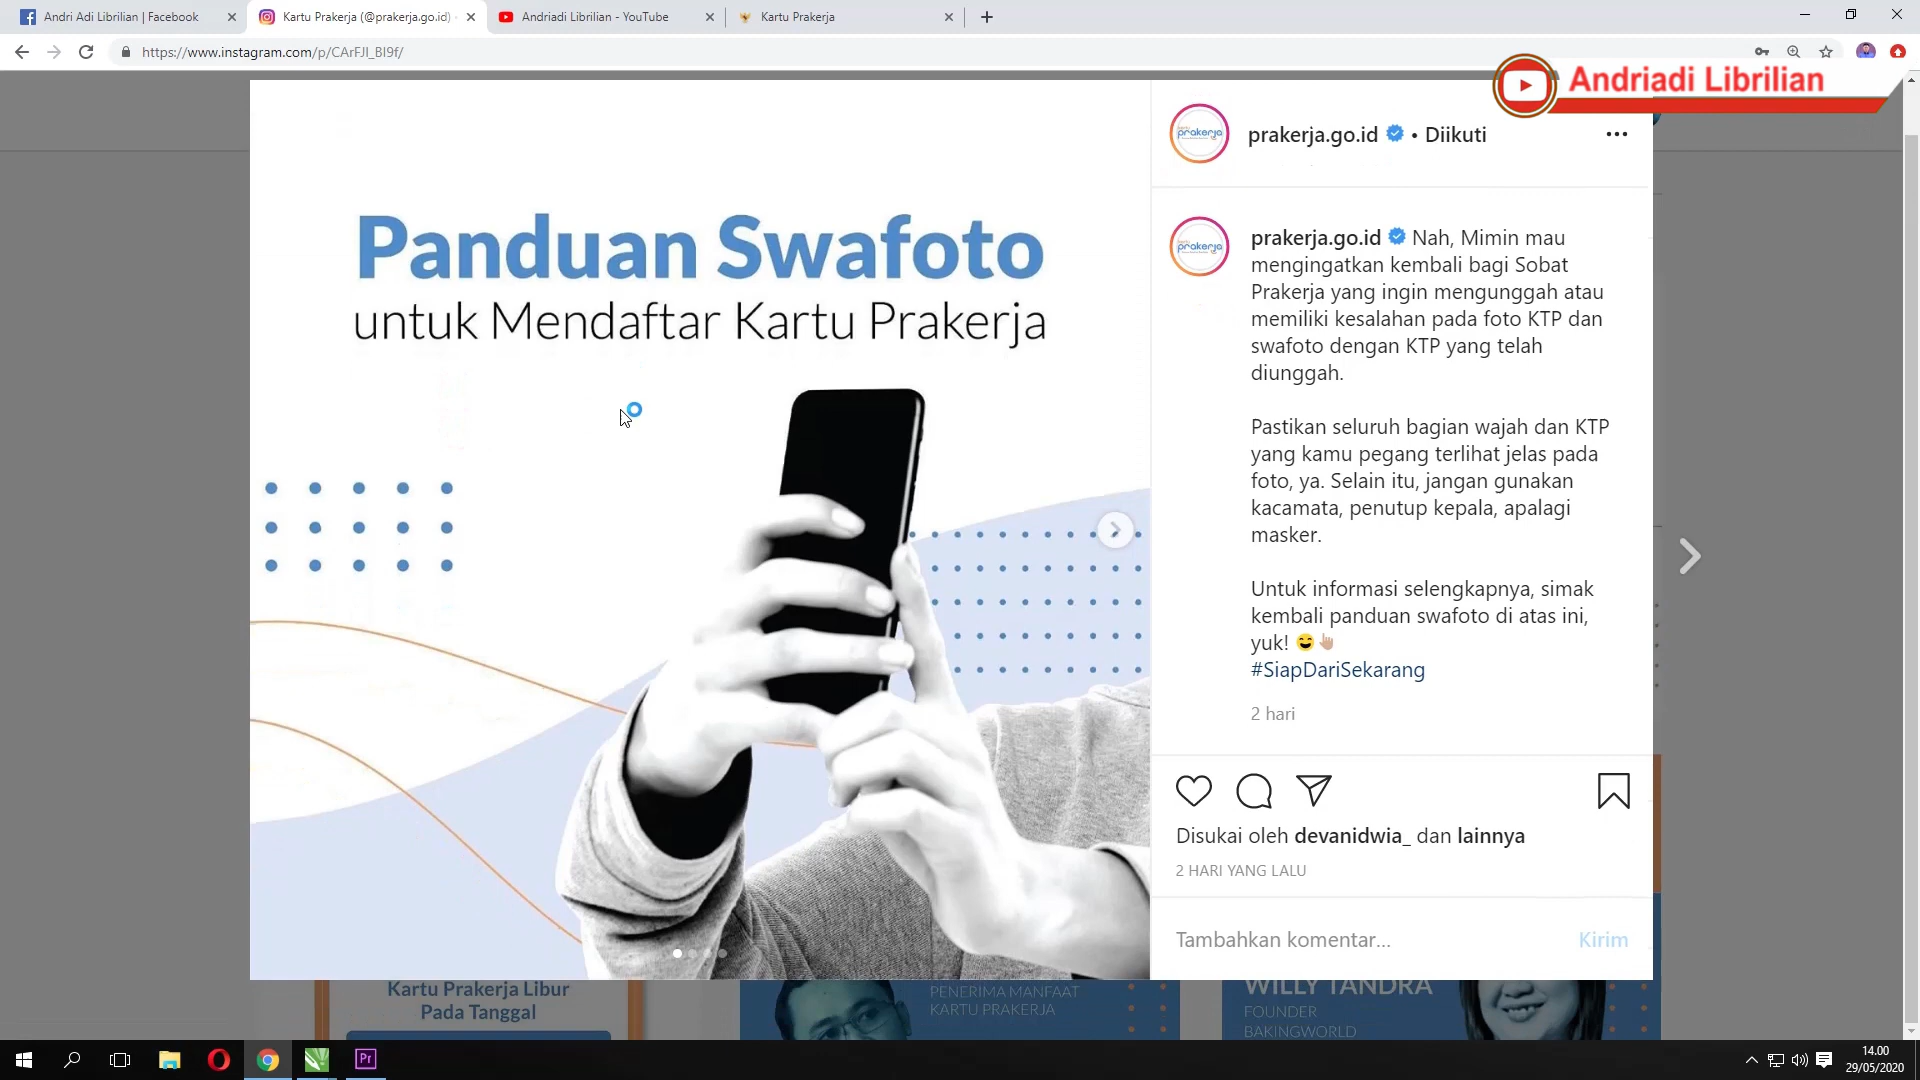 Andri Adi Librilian | Facebook
Kartu Prakerja (@prakerja.go.id)
Andriadi Librilian - YouTube
Kartu Prakerja
https://www.instagram.com/p/CArFJI_BI9f/
Andriadi Librilian
Panduan Swafoto
untuk Mendaftar Kartu Prakerja
prakerja
prakerja.go.id • Diikuti
prakerja
prakerja.go.id Nah, Mimin mau
mengingatkan kembali bagi Sobat
Prakerja yang ingin mengunggah atau
memiliki kesalahan pada foto KTP dan
swafoto dengan KTP yang telah
diunggah.
Pastikan seluruh bagian wajah dan KTP
yang kamu pegang terlihat jelas pada
foto, ya. Selain itu, jangan gunakan
kacamata, penutup kepala, apalagi
masker.
Untuk informasi selengkapnya, simak
kembali panduan swafoto di atas ini,
yuk! 😄👆🏼
#SiapDariSekarang
2 hari
Disukai oleh devanidwia_ dan lainnya
2 HARI YANG LALU
Tambahkan komentar...
Kirim
Kartu Prakerja Libur
Pada Tanggal
PENERIMA MANFAAT
KARTU PRAKERJA
WILLY TANDRA
FOUNDER
BAKINGWORLD
Pr
14.00
29/05/2020